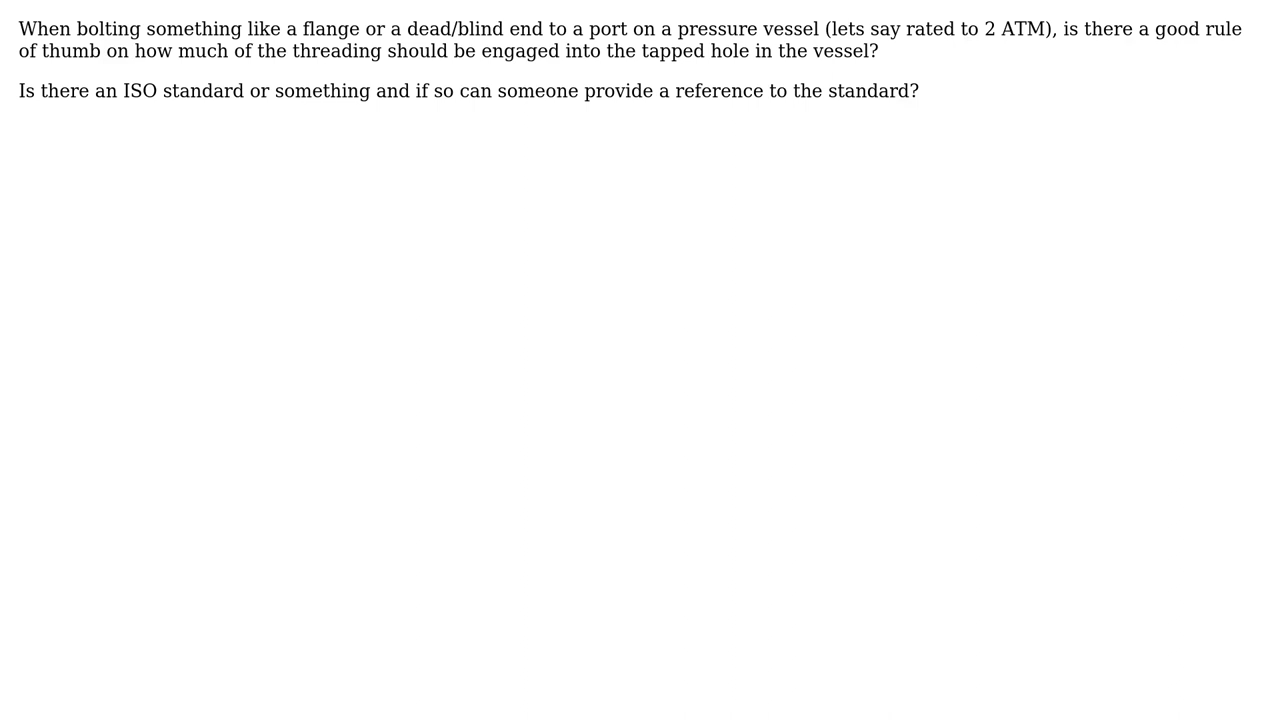 When bolting something like a flange or a dead/blind end to a port on a pressure vessel (lets say rated to 2 ATM), is there a good rule
of thumb on how much of the threading should be engaged into the tapped hole in the vessel?
Is there an ISO standard or something and if so can someone provide a reference to the standard?